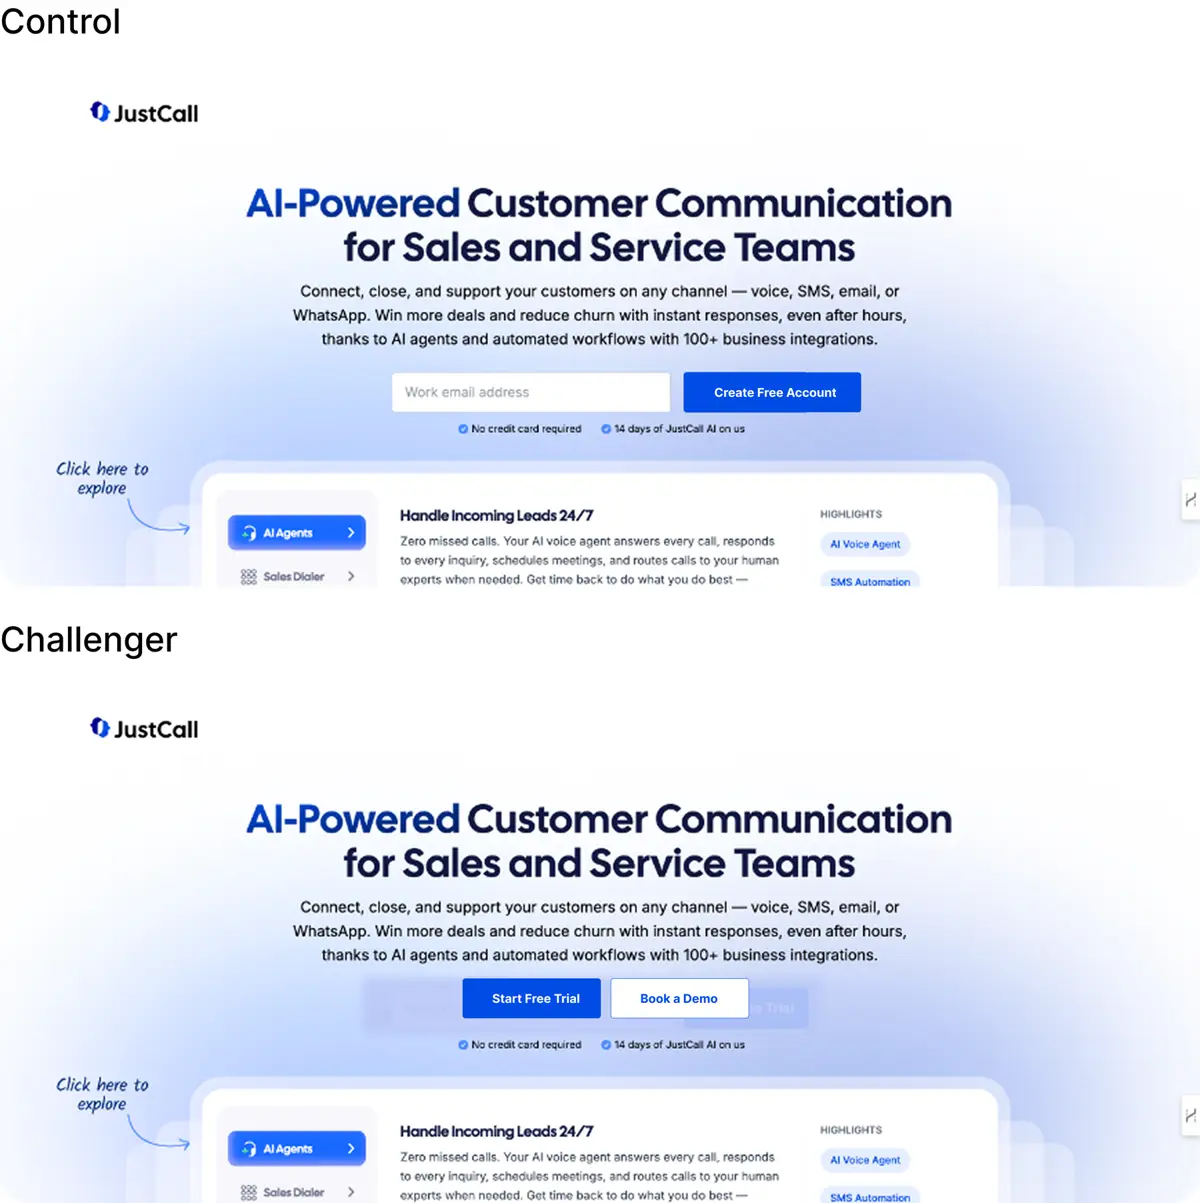 Control
JustCall
AI-Powered Customer Communication
for Sales and Service Teams
Connect, close, and support your customers on any channel — voice, SMS, email, or
WhatsApp. Win more deals and reduce churn with instant responses, even after hours,
thanks to AI agents and automated workflows with 100+ business integrations.
Work email address
Create Free Account
No credit card required
14 days of JustCall AI on us
Click here to
explore
AI Agents
Sales Dialer
Handle Incoming Leads 24/7
Zero missed calls. Your AI voice agent answers every call, responds
to every inquiry, schedules meetings, and routes calls to your human
experts when needed. Get time back to do what you do best —
HIGHLIGHTS
AI Voice Agent
SMS Automation
Challenger
JustCall
AI-Powered Customer Communication
for Sales and Service Teams
Connect, close, and support your customers on any channel — voice, SMS, email, or
WhatsApp. Win more deals and reduce churn with instant responses, even after hours,
thanks to AI agents and automated workflows with 100+ business integrations.
Start Free Trial
Book a Demo
Trial
No credit card required
14 days of JustCall AI on us
Click here to
explore
AI Agents
Sales Dialer
Handle Incoming Leads 24/7
Zero missed calls. Your AI voice agent answers every call, responds
to every inquiry, schedules meetings, and routes calls to your human
experts when needed. Get time back to do what you do best —
HIGHLIGHTS
AI Voice Agent
SMS Automation